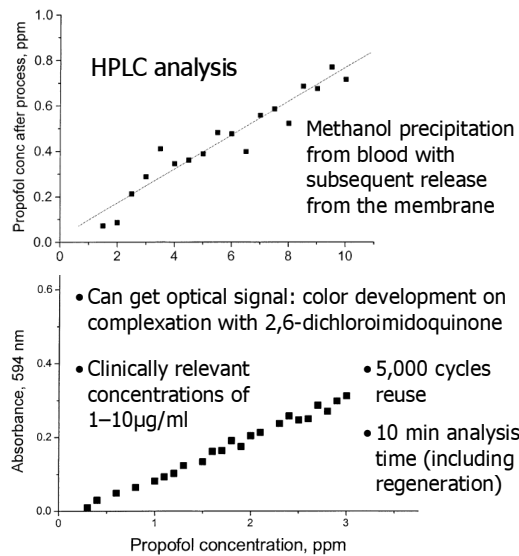 1.0
0.8
0.6
0.4
0.2
0.0
Propofol conc after process, ppm
HPLC analysis
Methanol precipitation
from blood with
subsequent release
from the membrane
0 2 4 6 8 10
0.6
0.4
0.2
0.0
Absorbance, 594 nm
• Can get optical signal: color development on
complexation with 2,6-dichloroimidoquinone
• Clinically relevant
concentrations of
1–10µg/ml
• 5,000 cycles
reuse
• 10 min analysis
time (including
regeneration)
0 1 2 3
Propofol concentration, ppm